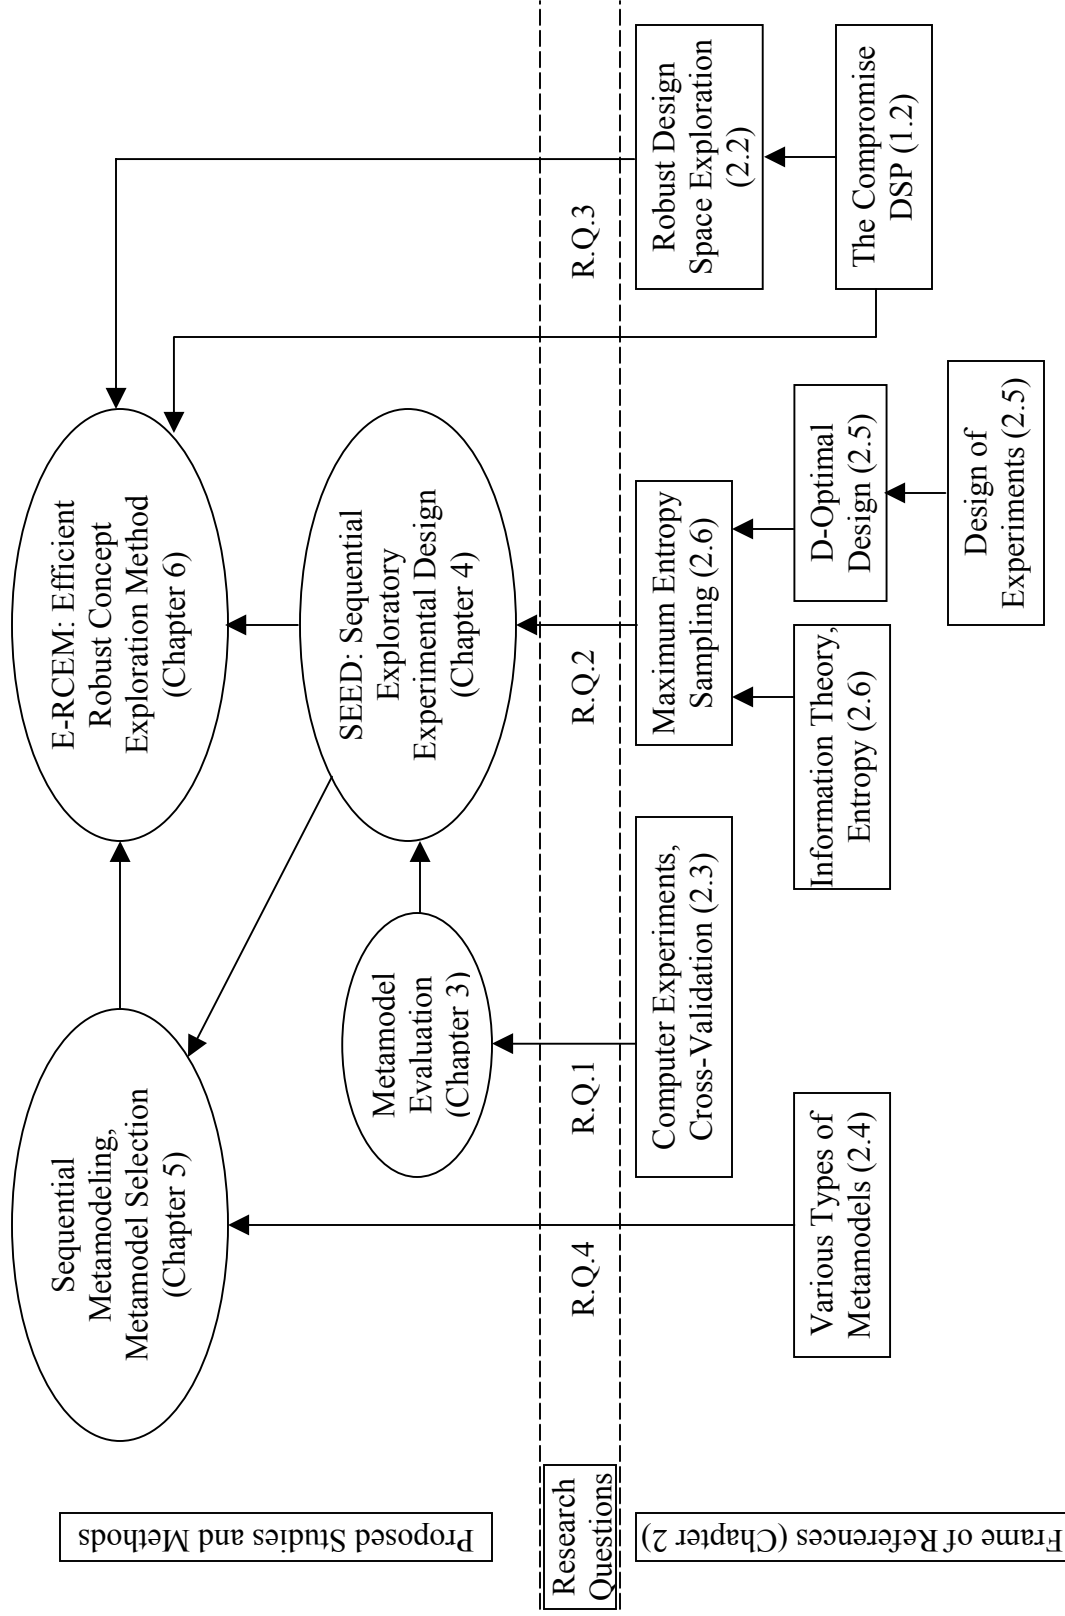 Proposed Studies and Methods
Sequential
Metamodeling,
Metamodel Selection
(Chapter 5)
E-RCEM: Efficient
Robust Concept
Exploration Method
(Chapter 6)
Metamodel
Evaluation
(Chapter 3)
SEED: Sequential
Exploratory
Experimental Design
(Chapter 4)
Research
Questions
R.Q.4
R.Q.1
R.Q.2
R.Q.3
Frame of References (Chapter 2)
Computer Experiments,
Cross-Validation (2.3)
Maximum Entropy
Sampling (2.6)
Robust Design
Space Exploration
(2.2)
Various Types of
Metamodels (2.4)
Information Theory,
Entropy (2.6)
D-Optimal
Design (2.5)
The Compromise
DSP (1.2)
Design of
Experiments (2.5)